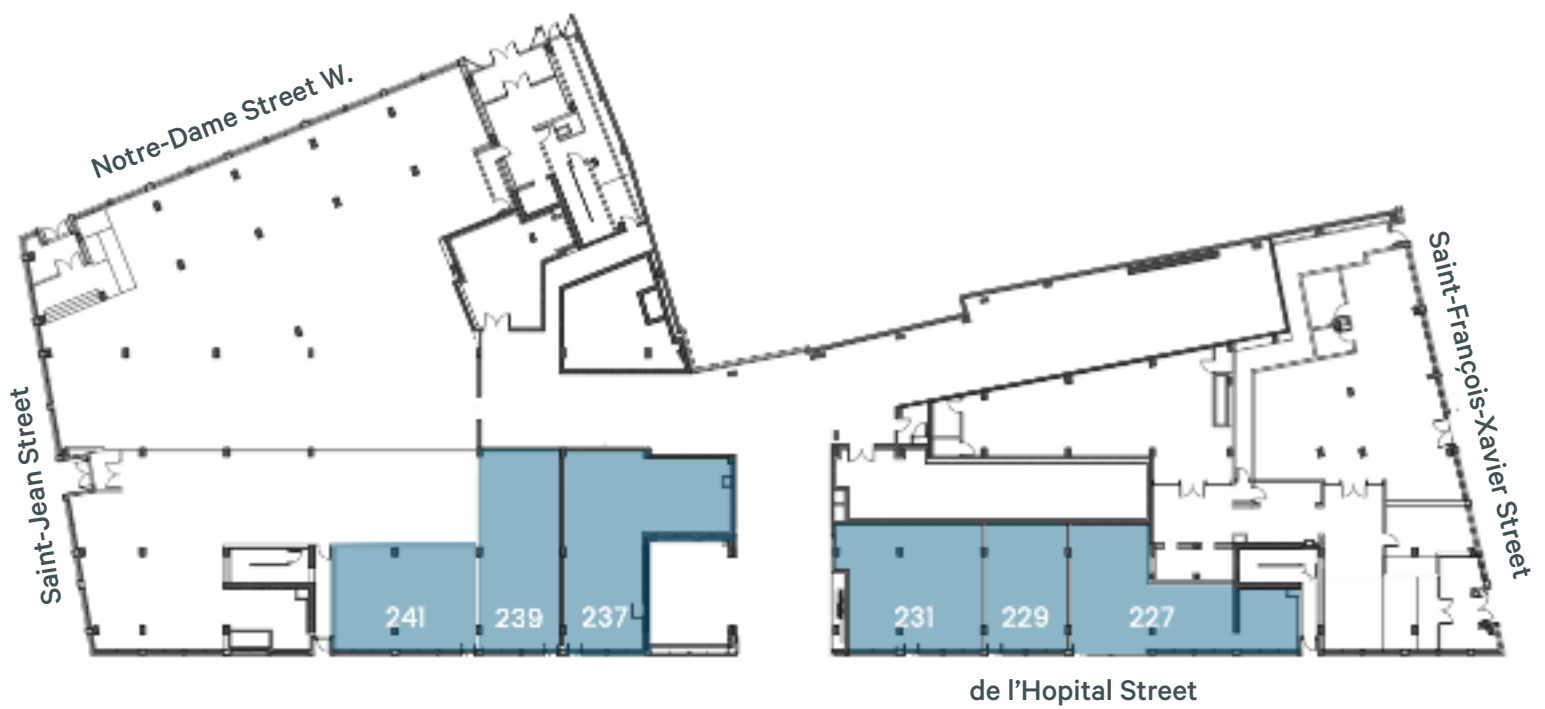 Notre-Dame Street W.
Saint-Jean Street
Saint-François-Xavier Street
241
239
237
231
229
227
de l'Hopital Street